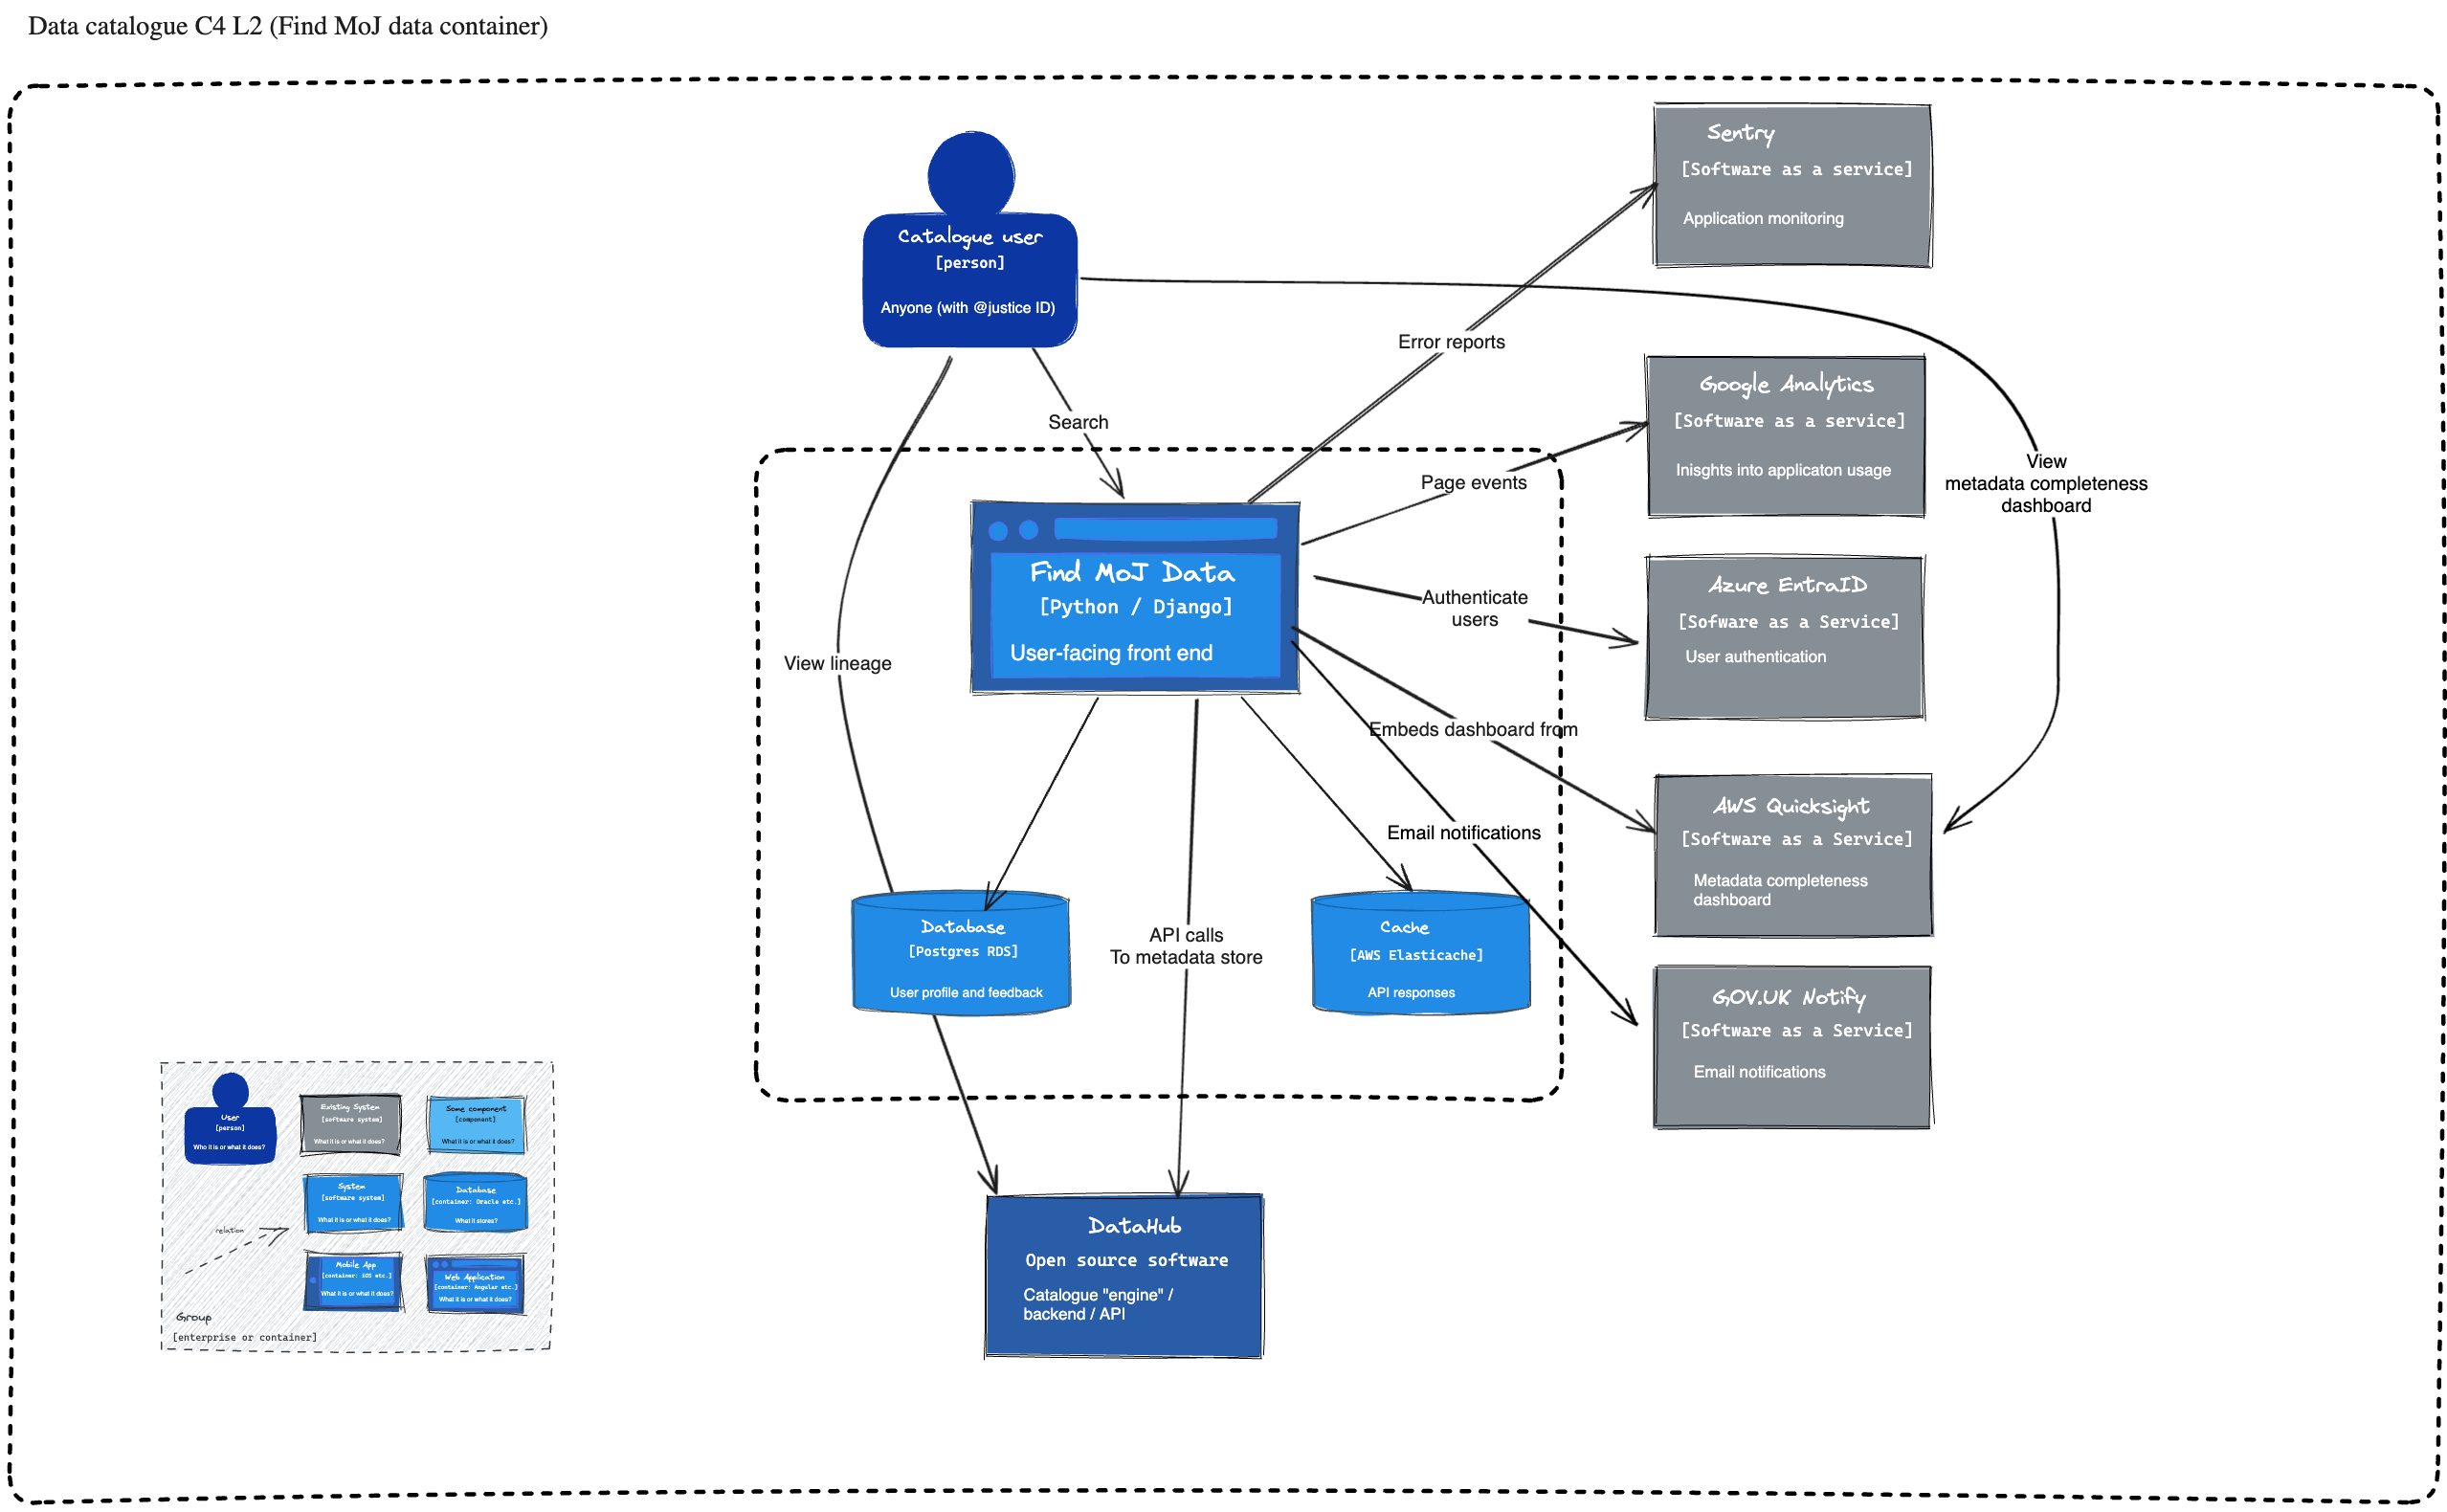 Data catalogue C4 L2 (Find MoJ data container)
Catalogue user
[person]
Anyone (with @justice ID)
Sentry
[Software as a service]
Application monitoring
Error reports
Google Analytics
[Software as a service]
Inisghts into applicaton usage
Search
View
metadata completeness
dashboard
Page events
Find MoJ Data
[Python / Django]
User-facing front end
Authenticate
users
Azure EntraID
[Sofware as a Service]
User authentication
View lineage
Embeds dashboard from
AWS Quicksight
[Software as a Service]
Metadata completeness
dashboard
Email notifications
Database
[Postgres RDS]
User profile and feedback
API calls
To metadata store
Cache
[AWS Elasticache]
API responses
GOV.UK Notify
[Software as a Service]
Email notifications
DataHub
Open source software
Catalogue "engine" /
backend / API
User
[person]
Who it is or what it does?
Existing System
[software system]
What it is or what it does?
Some component
[component]
What it is or what it does?
System
[software system]
What it is or what it does?
Database
[container: Oracle etc.]
What it stores?
relation
Mobile App
[container: iOS etc.]
What it is or what it does?
Web Application
[container: Angular etc.]
What it is or what it does?
Group
[enterprise or container]